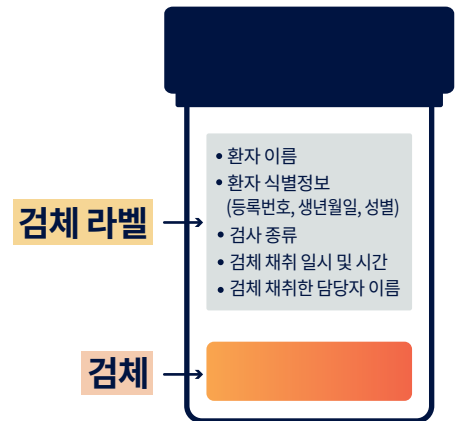 • 환자 이름
• 환자 식별정보
(등록번호, 생년월일, 성별)
• 검사 종류
• 검체 채취 일시 및 시간
• 검체 채취한 담당자 이름
검체 라벨
검체